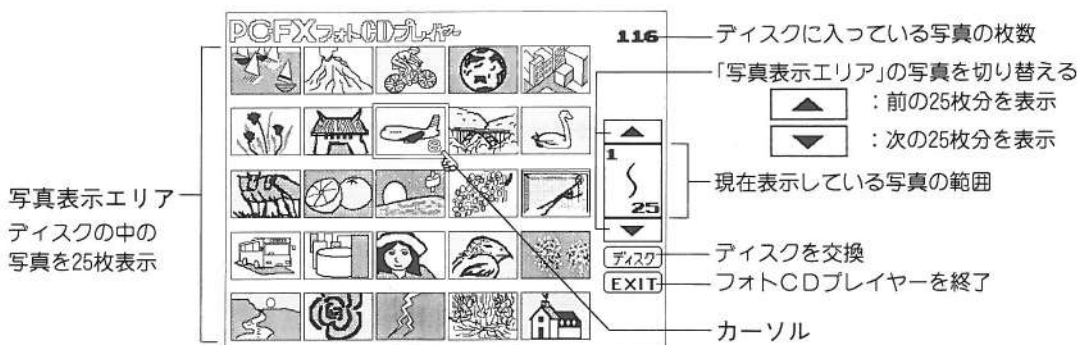 PCFXフォトCDプレイヤー
116
ディスクに入っている写真の枚数
「写真表示エリア」の写真を切り替える
▲ ：前の25枚分を表示
▼ ：次の25枚分を表示
写真表示エリア
ディスクの中の
写真を25枚表示
1
〜
25
現在表示している写真の範囲
ディスク
ディスクを交換
EXIT
フォトCDプレイヤーを終了
カーソル